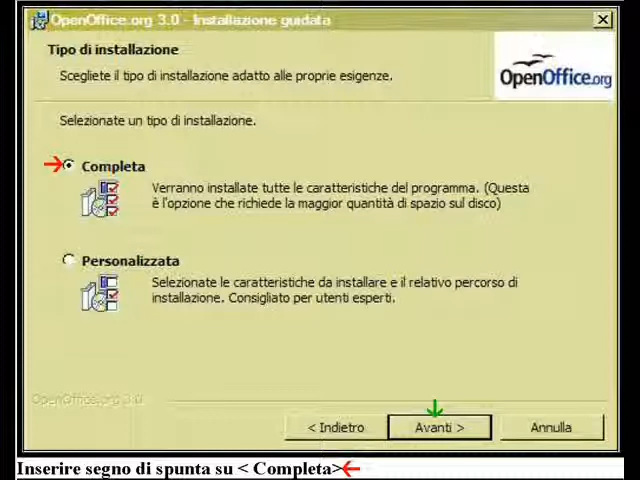 OpenOffice.org 3.0 - Installazione guidata
Tipo di installazione
Scegliete il tipo di installazione adatto alle proprie esigenze.
OpenOffice.org
Selezionate un tipo di installazione.
Completa
Verranno installate tutte le caratteristiche del programma. (Questa
è l'opzione che richiede la maggior quantità di spazio sul disco)
Personalizzata
Selezionate le caratteristiche da installare e il relativo percorso di
installazione. Consigliato per utenti esperti.
OpenOffice.org 3.0
< Indietro
Avanti >
Annulla
Inserire segno di spunta su < Completa>